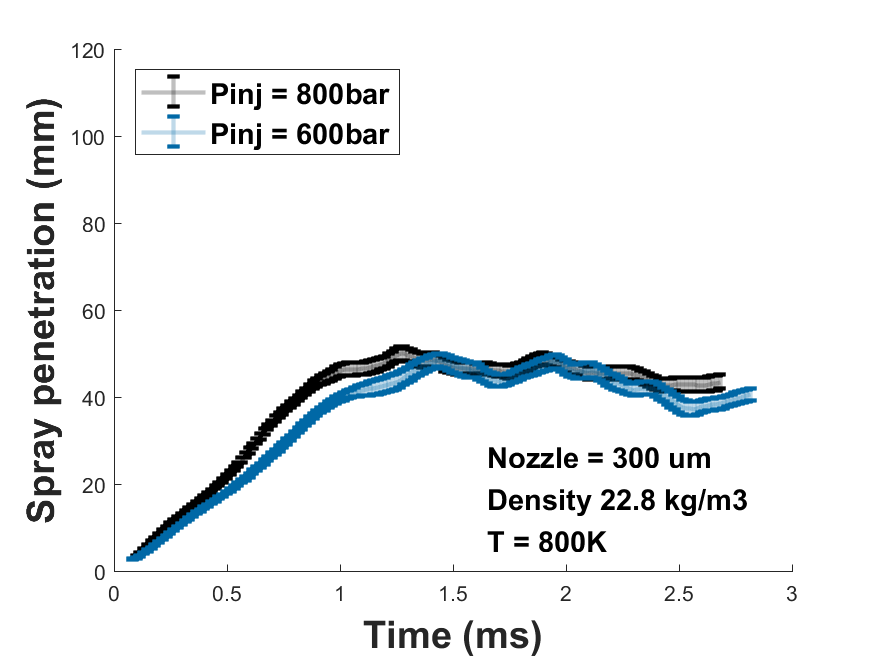 120
100
80
60
40
20
0
Spray penetration (mm)
Pinj = 800bar
Pinj = 600bar
Nozzle = 300 um
Density 22.8 kg/m3
T = 800K
0 0.5 1 1.5 2 2.5 3
Time (ms)